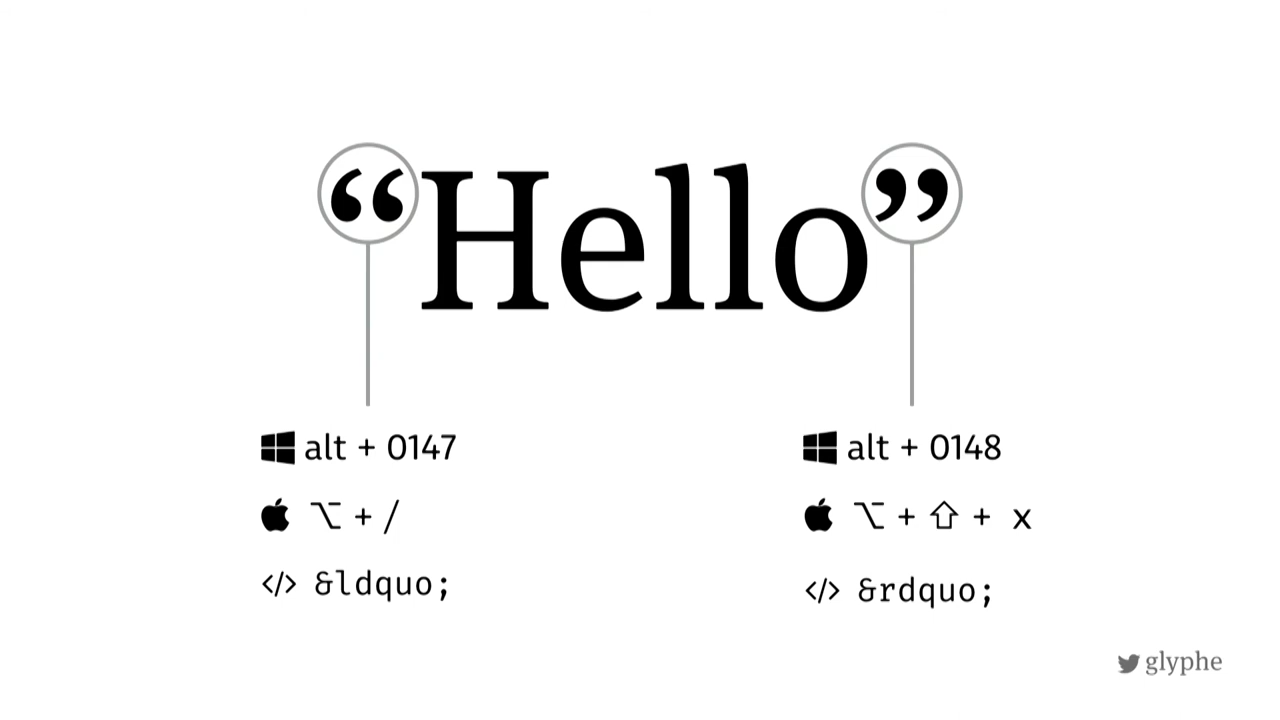 “Hello”
alt + 0147
⌥ + /
</> &ldquo;
alt + 0148
⌥ + ⇧ + x
</> &rdquo;
glyphe